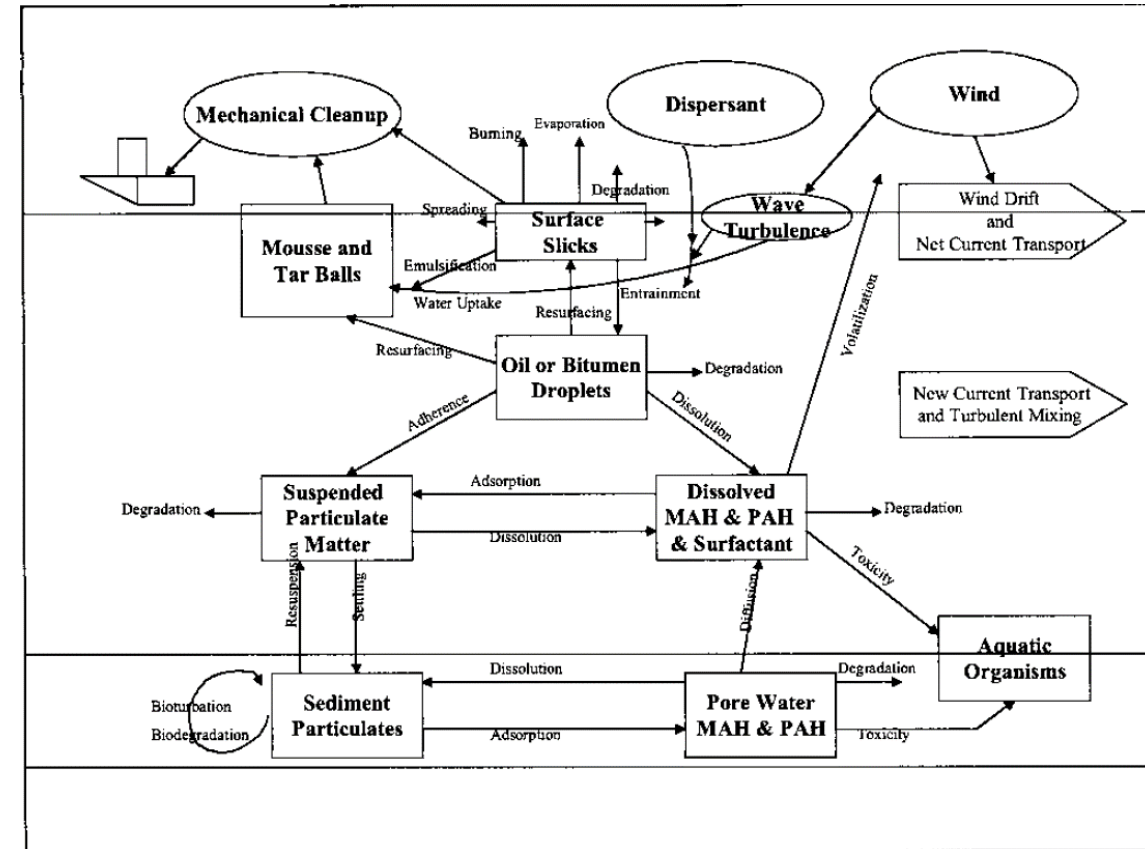 Mechanical Cleanup
Dispersant
Wind
Burning
Evaporation
Degradation
Spreading
Surface
Slicks
Wave
Turbulence
Wind Drift
and
Net Current Transport
Mousse and
Tar Balls
Emulsification
Water Uptake
Entrainment
Resurfacing
Volatilization
Resurfacing
Oil or Bitumen
Droplets
Degradation
New Current Transport
and Turbulent Mixing
Adherence
Dissolution
Suspended
Particulate
Matter
Adsorption
Dissolved
MAH & PAH
& Surfactant
Degradation
Degradation
Dissolution
Toxicity
Resuspension
Settling
Diffusion
Aquatic
Organisms
Dissolution
Degradation
Bioturbation
Biodegradation
Sediment
Particulates
Pore Water
MAH & PAH
Adsorption
Toxicity